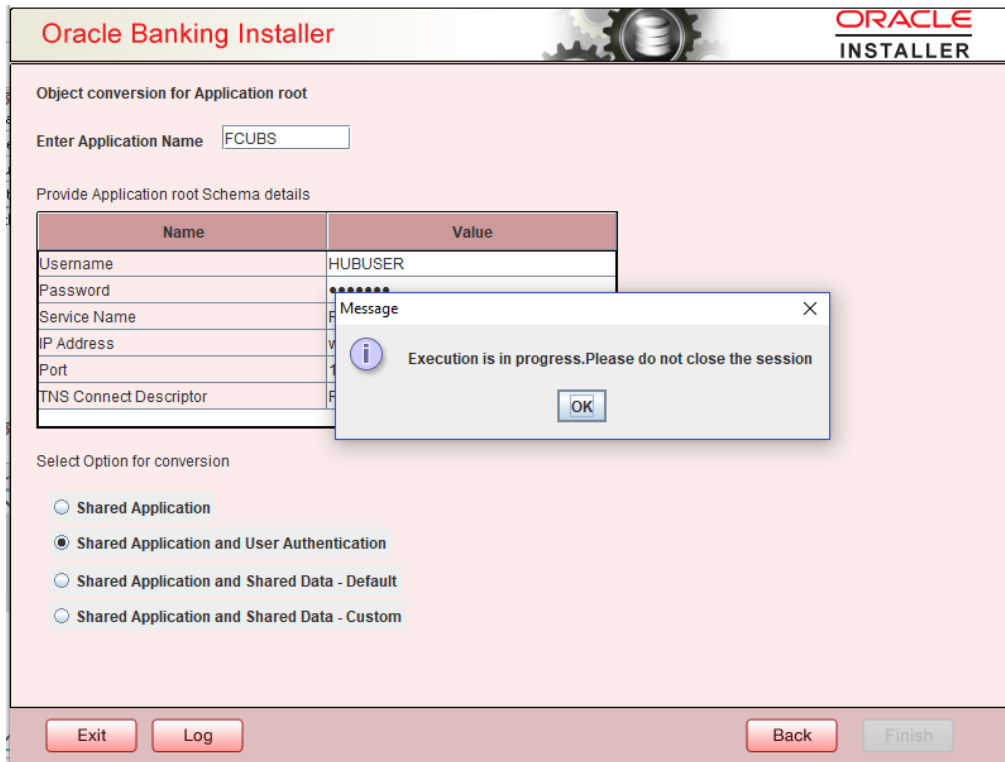 Oracle Banking Installer
ORACLE
INSTALLER
Object conversion for Application root
Enter Application Name FCUBS
Provide Application root Schema details
Name Value
Username HUBUSER
Password •••••••
Service Name
IP Address
Port
TNS Connect Descriptor
Message
Execution is in progress.Please do not close the session
OK
Select Option for conversion
Shared Application
Shared Application and User Authentication
Shared Application and Shared Data - Default
Shared Application and Shared Data - Custom
Exit Log Back Finish